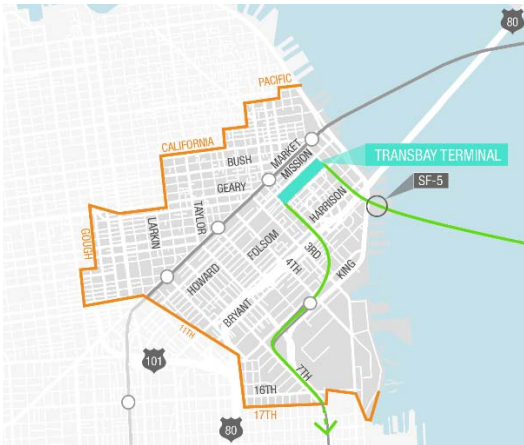 80
PACIFIC
CALIFORNIA
MARKET
BUSH
MISSION
TRANSBAY TERMINAL
GEARY
SF-5
TAYLOR
HARRISON
LARKIN
GOUGH
FOLSOM
3RD
HOWARD
4TH
KING
BRYANT
11TH
101
7TH
16TH
17TH
80